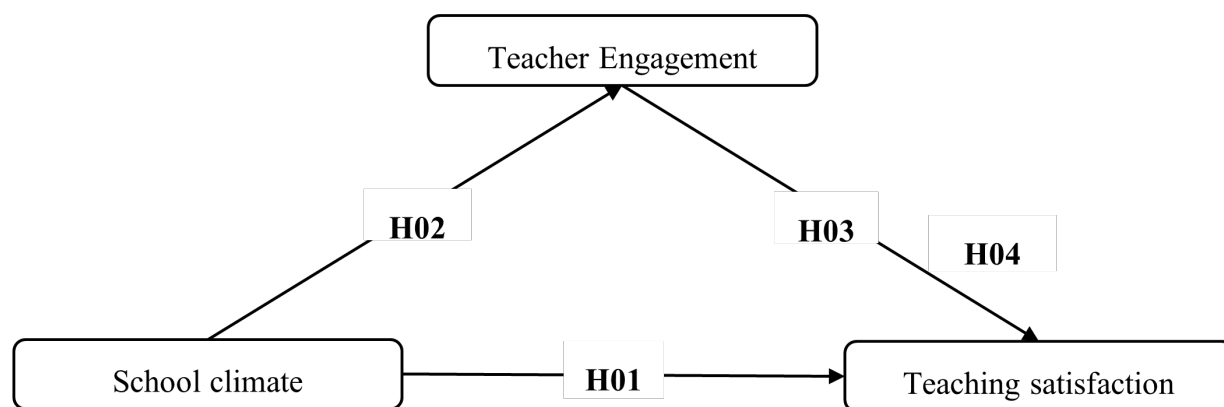 Teacher Engagement
H02
H03
H04
School climate
H01
Teaching satisfaction